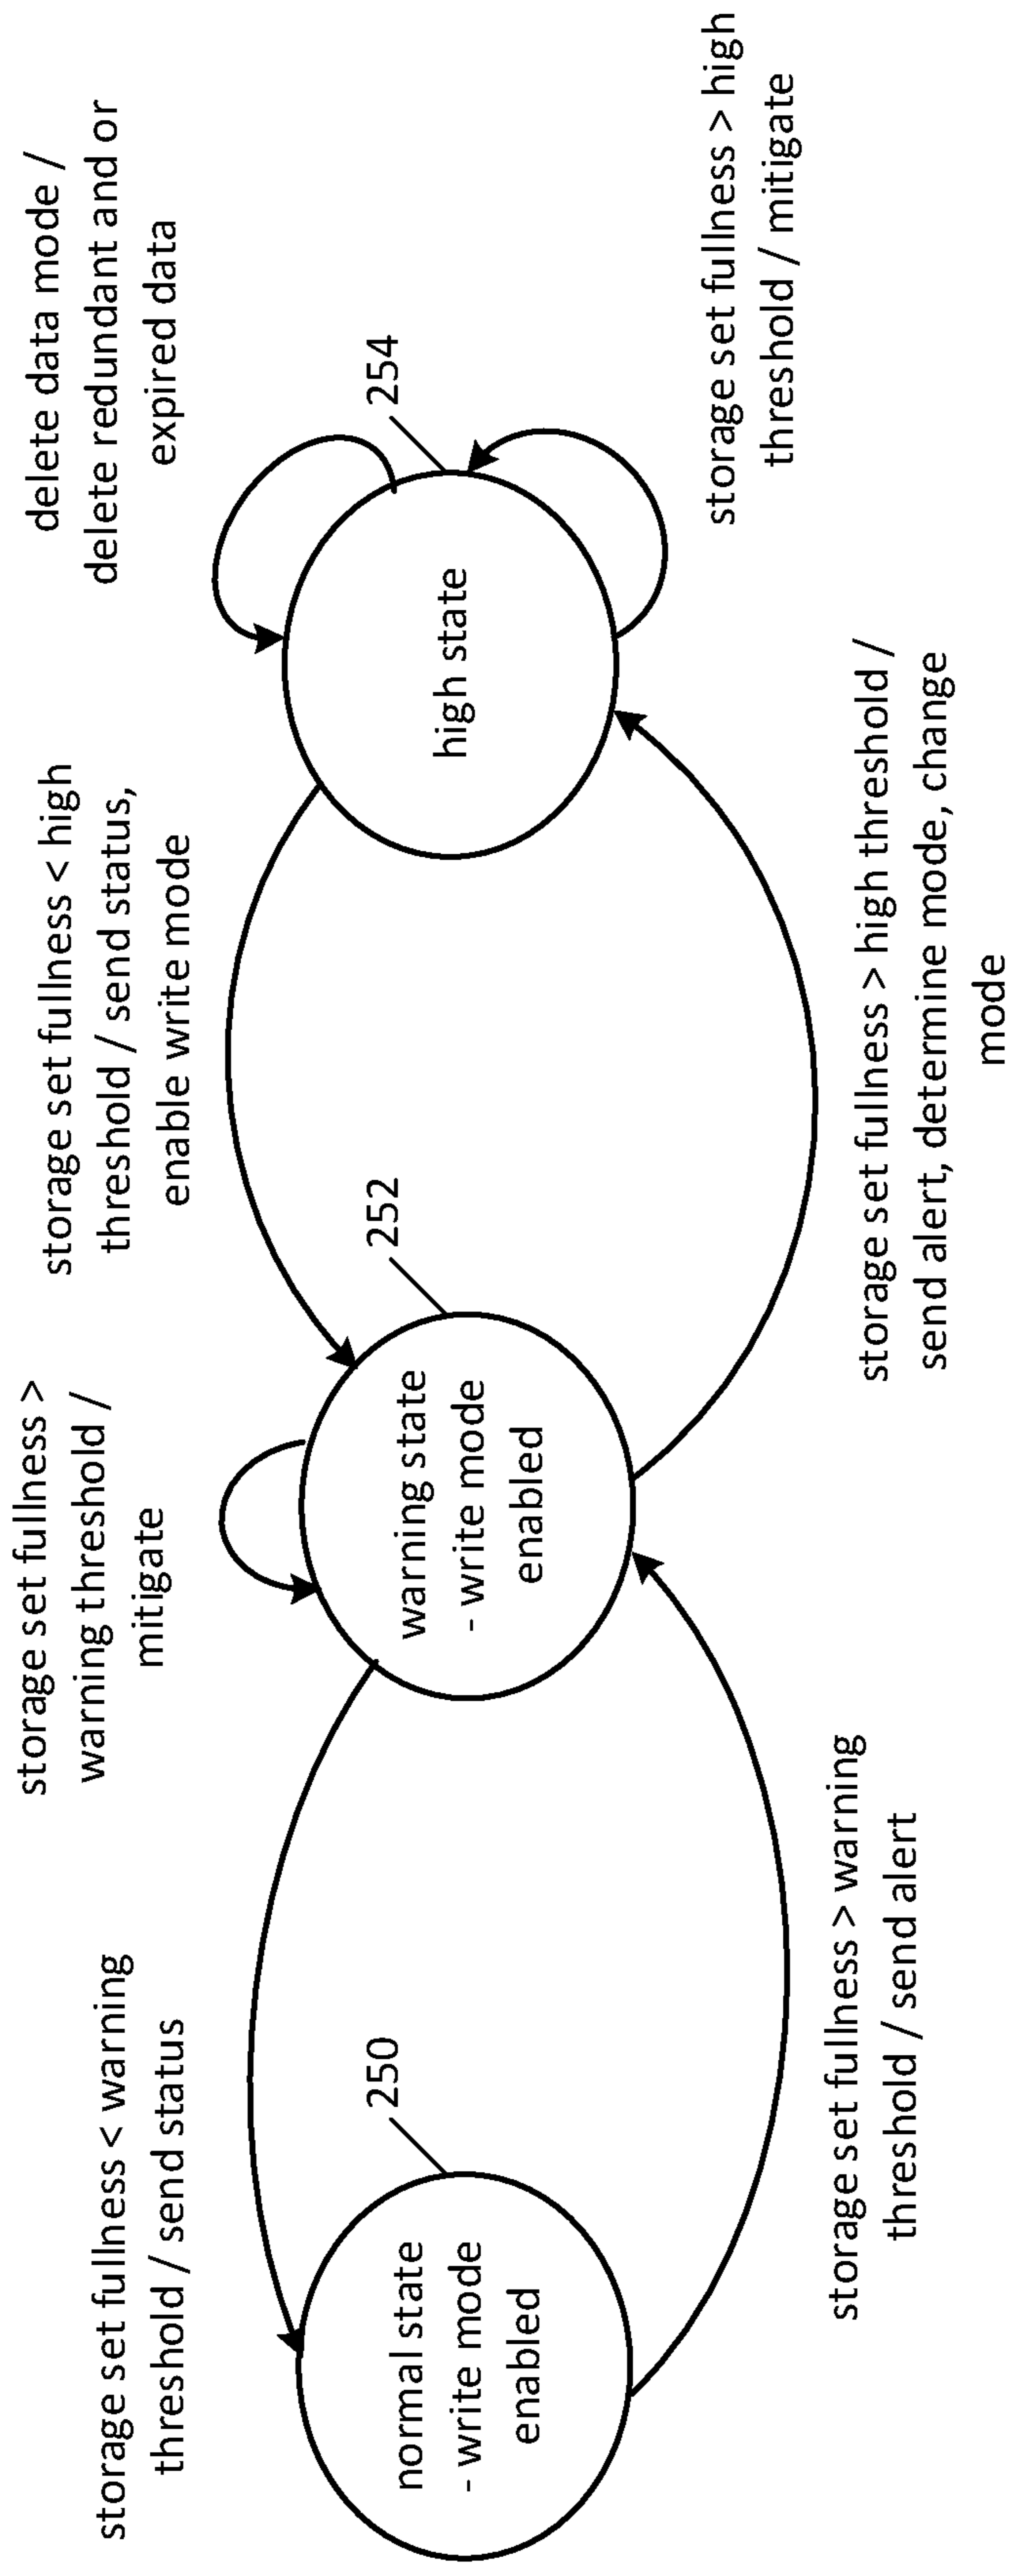 storage set fullness < warning
threshold / send status
storage set fullness >
warning threshold /
mitigate
storage set fullness < high
threshold / send status,
enable write mode
delete data mode /
delete redundant and or
expired data
250
252
254
normal state
- write mode
enabled
warning state
- write mode
enabled
high state
storage set fullness > warning
threshold / send alert
storage set fullness > high threshold /
send alert, determine mode, change
mode
storage set fullness > high
threshold / mitigate